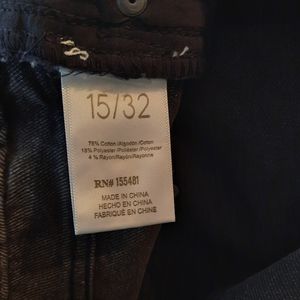 15/32
78% Cotton/Algodón/Cotton
18% Polyester/Poliéster/Polyester
4 % Rayon/Rayón/Rayonne
RN# 155481
MADE IN CHINA
HECHO EN CHINA
FABRIQUÉ EN CHINE